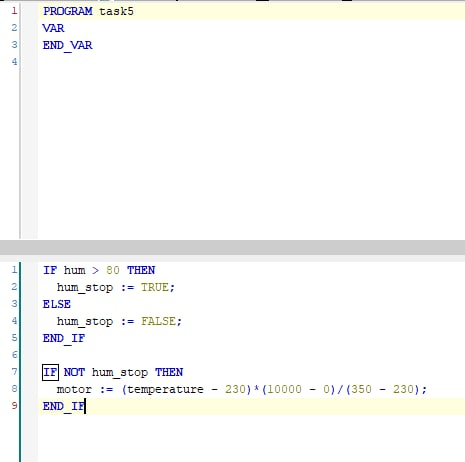 1 PROGRAM task5
2 VAR
3 END_VAR
4
1 IF hum > 80 THEN
2 hum_stop := TRUE;
3 ELSE
4 hum_stop := FALSE;
5 END_IF
6
7 IF NOT hum_stop THEN
8 motor := (temperature - 230)*(10000 - 0)/(350 - 230);
9 END_IF